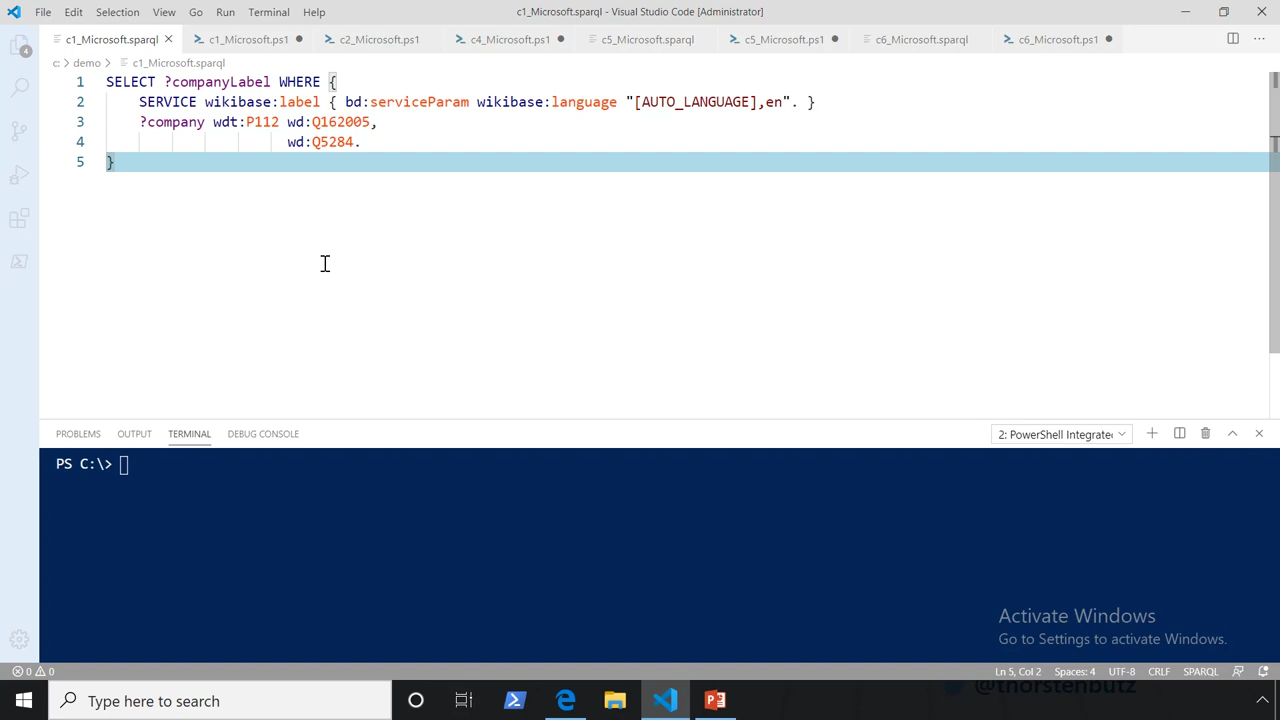 File Edit Selection View Go Run Terminal Help c1_Microsoft.sparql - Visual Studio Code [Administrator]
c1_Microsoft.sparql c1_Microsoft.ps1 c2_Microsoft.ps1 c4_Microsoft.ps1 c5_Microsoft.sparql c5_Microsoft.ps1 c6_Microsoft.sparql c6_Microsoft.ps1
4
c: > demo > c1_Microsoft.sparql
1 SELECT ?companyLabel WHERE {
2 SERVICE wikibase:label { bd:serviceParam wikibase:language "[AUTO_LANGUAGE],en". }
3 ?company wdt:P112 wd:Q162005,
4 wd:Q5284.
5 }
PROBLEMS OUTPUT TERMINAL DEBUG CONSOLE 2: PowerShell Integrated
PS C:\>
Activate Windows
Go to Settings to activate Windows.
0 0 Ln 5, Col 2 Spaces: 4 UTF-8 CRLF SPARQL
@thorstenbutz
Type here to search